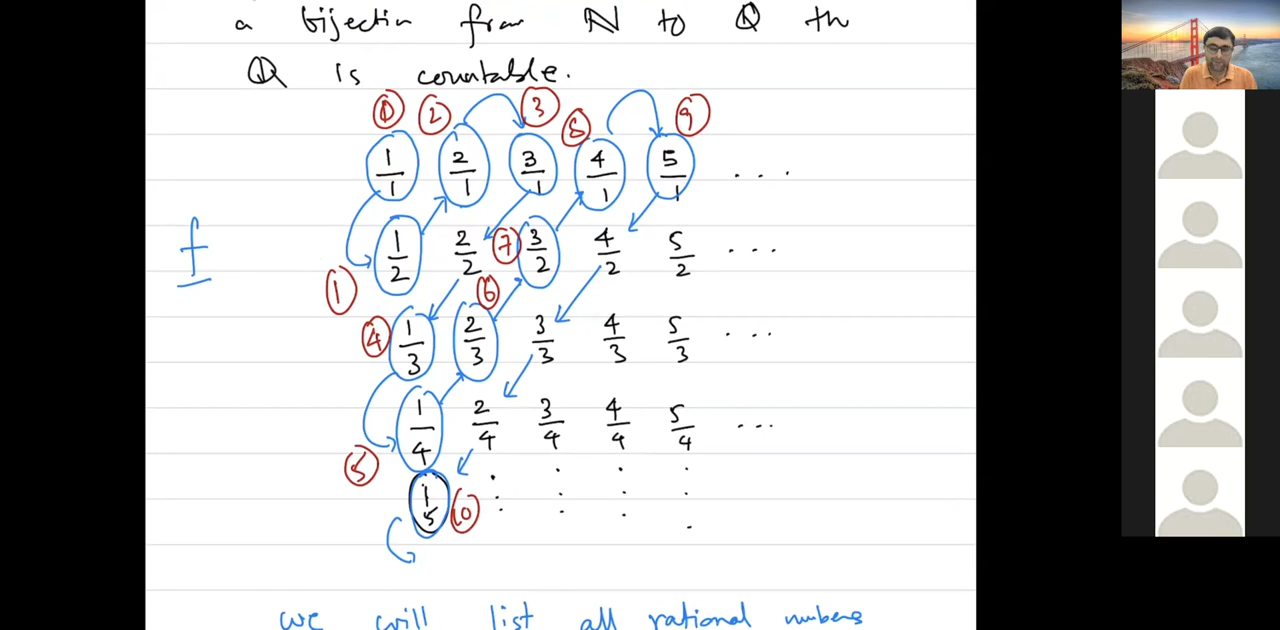 a bijection from ℕ to ℚ the
ℚ is countable.
⓪ ② ③ ⑧ ⑨
1/1 2/1 3/1 4/1 5/1 ...
f 1/2 2/2 ⑦ 3/2 4/2 5/2 ...
① ⑥
④ 1/3 2/3 3/3 4/3 5/3 ...
1/4 2/4 3/4 4/4 5/4 ...
⑤
1/5 ⑩
we will list all rational numbers